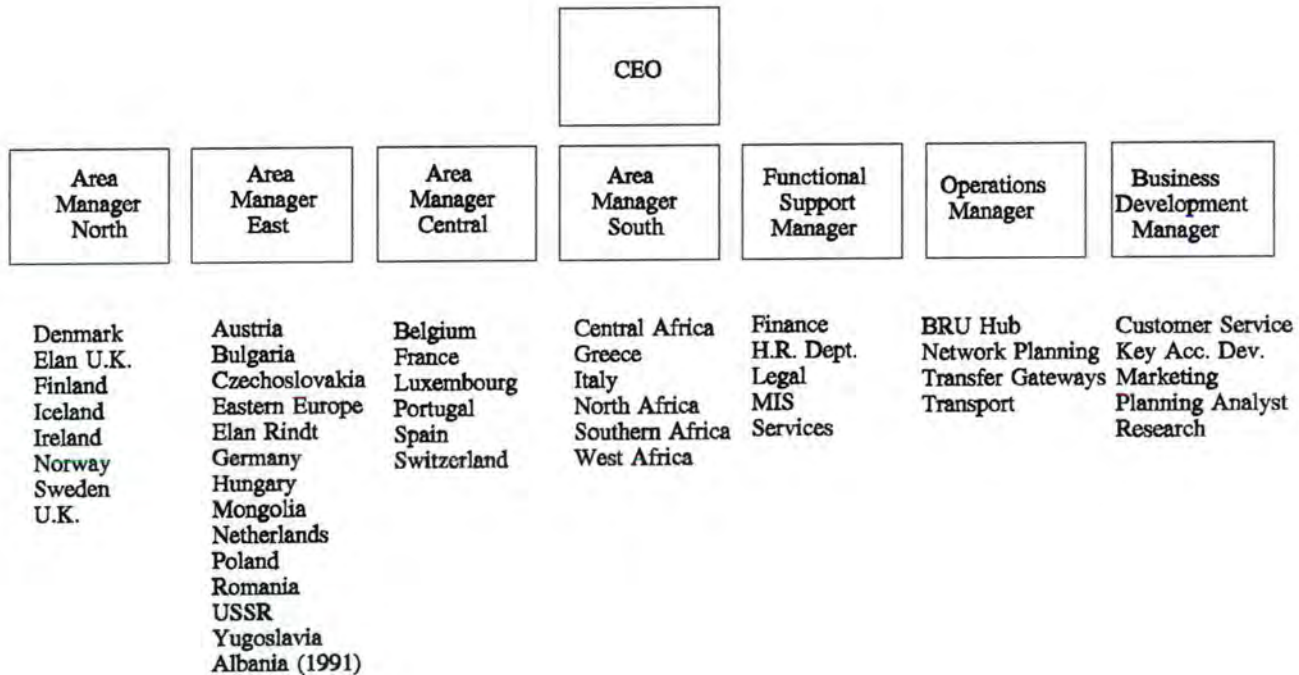 CEO
Area
Manager
North
Area
Manager
East
Area
Manager
Central
Area
Manager
South
Functional
Support
Manager
Operations
Manager
Business
Development
Manager
Denmark
Elan U.K.
Finland
Iceland
Ireland
Norway
Sweden
U.K.
Austria
Bulgaria
Czechoslovakia
Eastern Europe
Elan Rindt
Germany
Hungary
Mongolia
Netherlands
Poland
Romania
USSR
Yugoslavia
Albania (1991)
Belgium
France
Luxembourg
Portugal
Spain
Switzerland
Central Africa
Greece
Italy
North Africa
Southern Africa
West Africa
Finance
H.R. Dept.
Legal
MIS
Services
BRU Hub
Network Planning
Transfer Gateways
Transport
Customer Service
Key Acc. Dev.
Marketing
Planning Analyst
Research